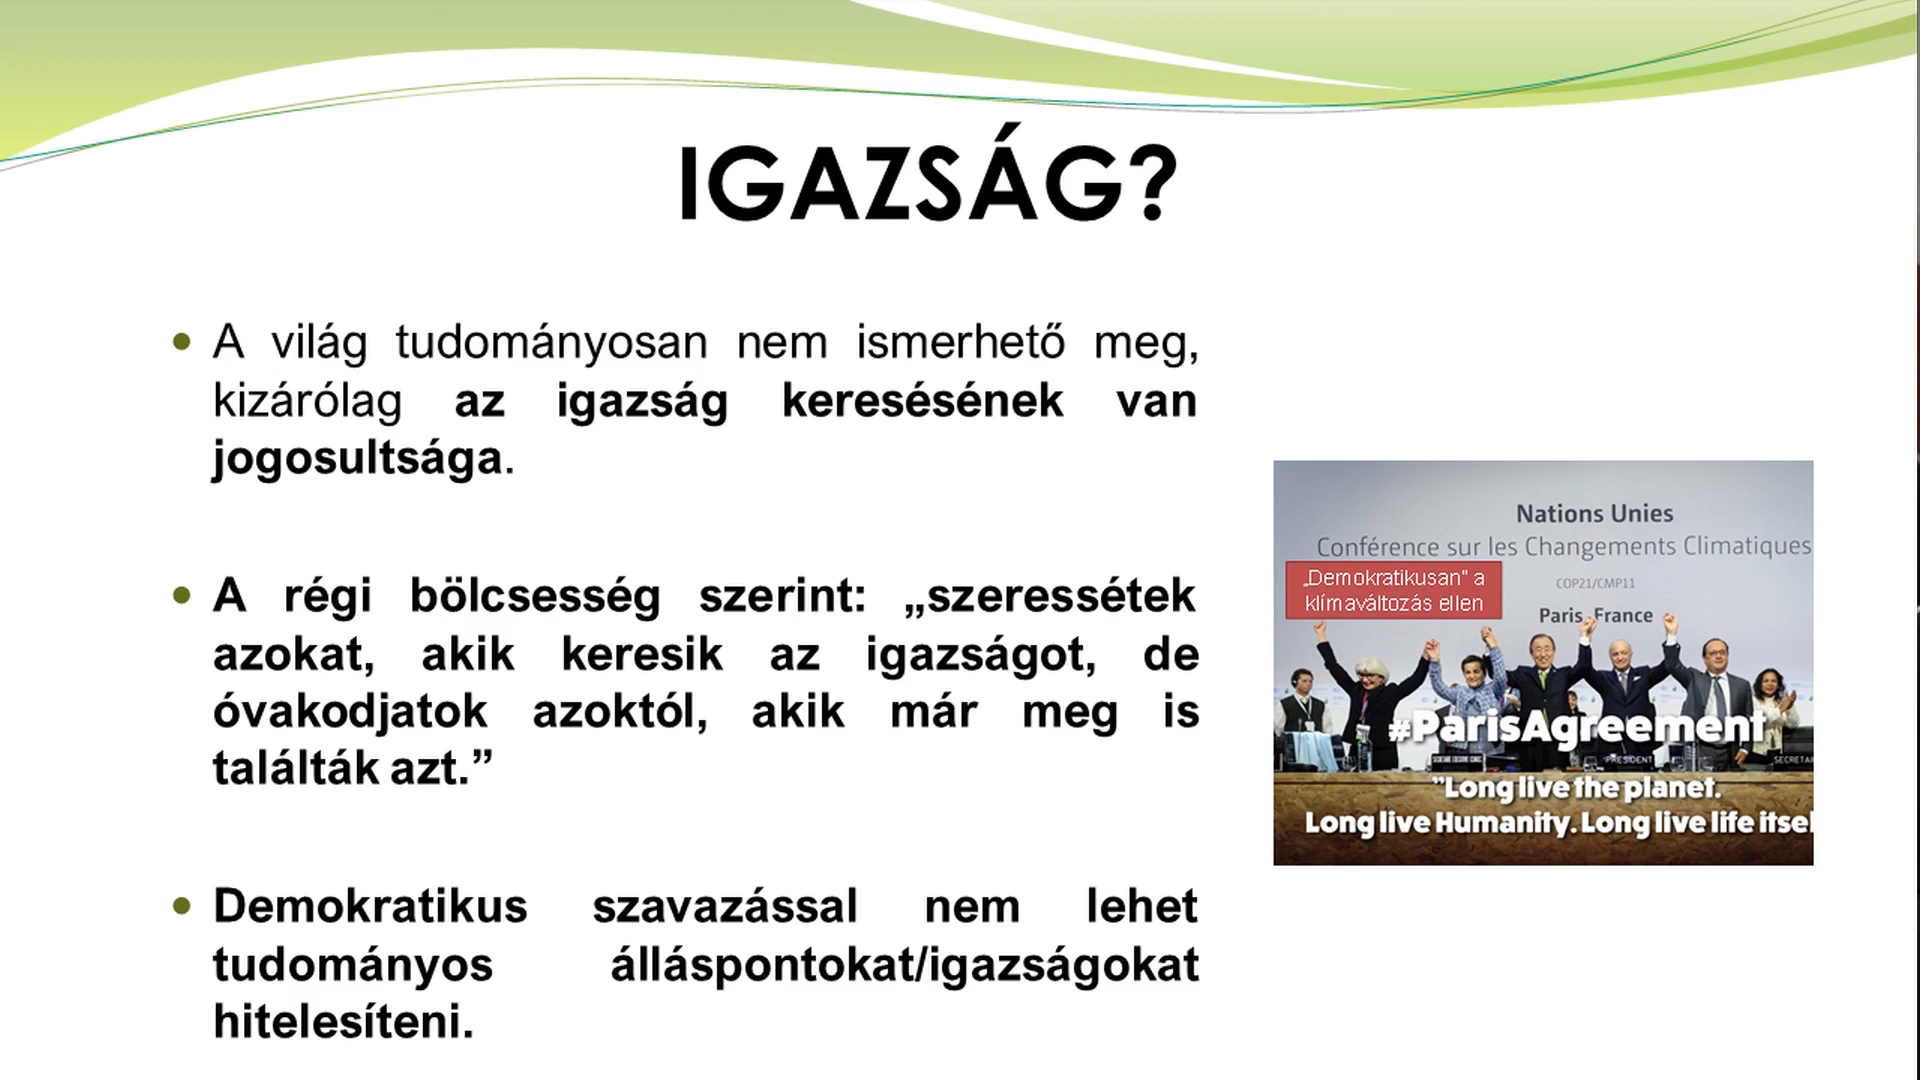 IGAZSÁG?
A világ tudományosan nem ismerhető meg,
kizárólag az igazság keresésének van
jogosultsága.
A régi bölcsesség szerint: „szeressétek
azokat, akik keresik az igazságot, de
óvakodjatok azoktól, akik már meg is
találták azt.”
Demokratikus szavazással nem lehet
tudományos álláspontokat/igazságokat
hitelesíteni.
Nations Unies
Conférence sur les Changements Climatiques
COP21/CMP11
Paris, France
„Demokratikusan" a
klímaváltozás ellen
#ParisAgreement
PRESIDENT
SECRETAI
"Long live the planet.
Long live Humanity. Long live life itsel